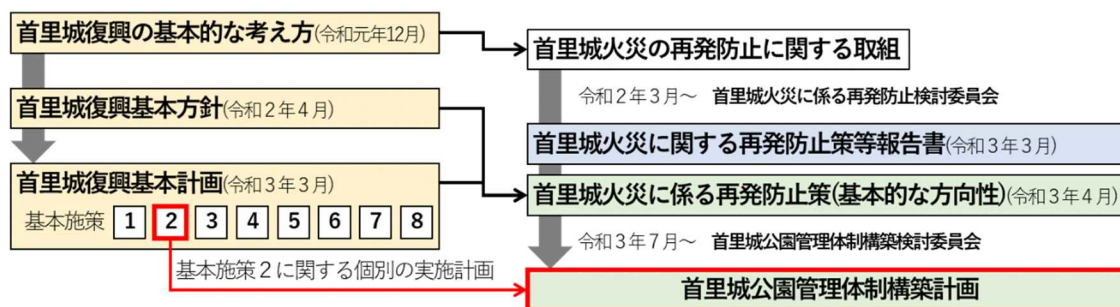 首里城復興の基本的な考え方(令和元年12月)
首里城復興基本方針(令和2年4月)
首里城復興基本計画(令和3年3月)
基本施策 1 2 3 4 5 6 7 8
基本施策2に関する個別の実施計画
首里城火災の再発防止に関する取組
令和2年3月～ 首里城火災に係る再発防止検討委員会
首里城火災に関する再発防止策等報告書(令和3年3月)
首里城火災に係る再発防止策(基本的な方向性)(令和3年4月)
令和3年7月～ 首里城公園管理体制構築検討委員会
首里城公園管理体制構築計画